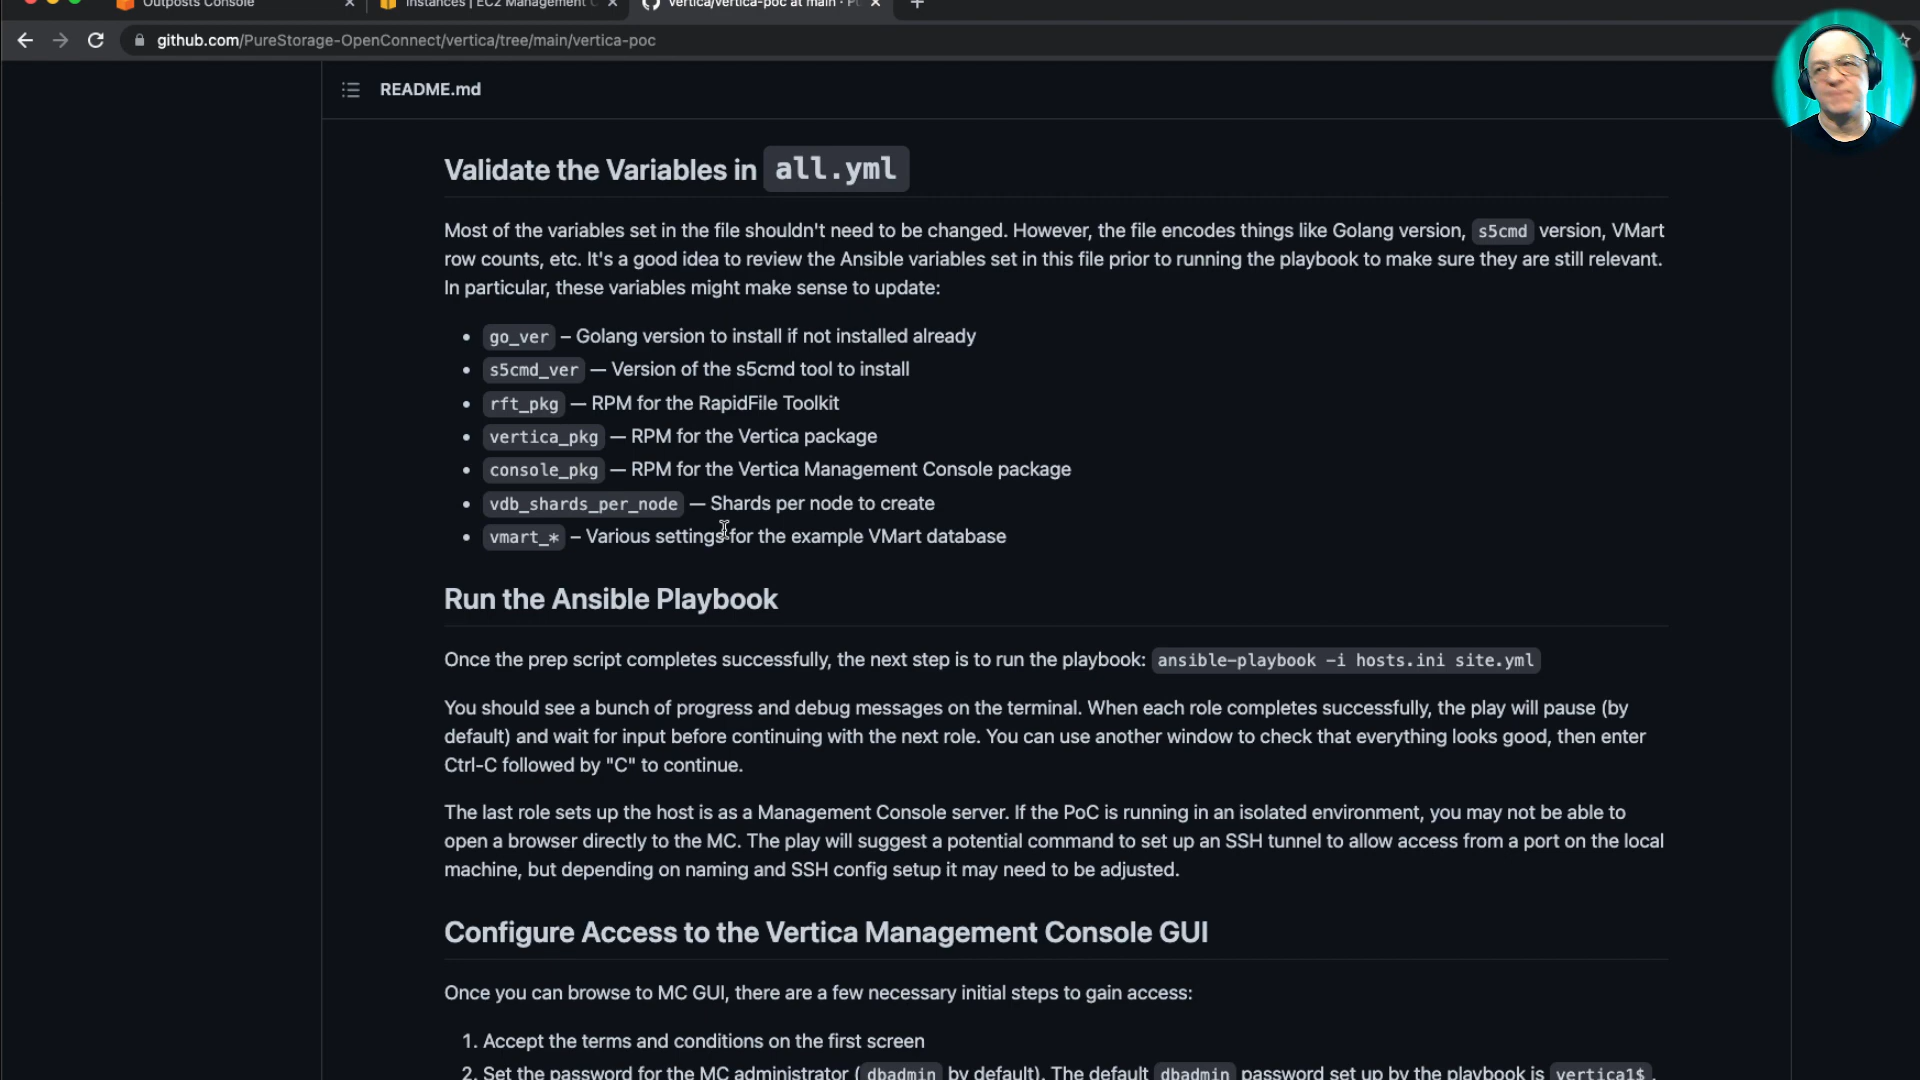 Outposts Console
Instances | EC2 Management C
vertica/vertica-poc at main · Pu
github.com/PureStorage-OpenConnect/vertica/tree/main/vertica-poc
README.md
Validate the Variables in all.yml
Most of the variables set in the file shouldn't need to be changed. However, the file encodes things like Golang version, s5cmd version, VMart
row counts, etc. It's a good idea to review the Ansible variables set in this file prior to running the playbook to make sure they are still relevant.
In particular, these variables might make sense to update:
• go_ver – Golang version to install if not installed already
• s5cmd_ver — Version of the s5cmd tool to install
• rft_pkg — RPM for the RapidFile Toolkit
• vertica_pkg — RPM for the Vertica package
• console_pkg — RPM for the Vertica Management Console package
• vdb_shards_per_node — Shards per node to create
• vmart_* – Various settings for the example VMart database
Run the Ansible Playbook
Once the prep script completes successfully, the next step is to run the playbook: ansible-playbook -i hosts.ini site.yml
You should see a bunch of progress and debug messages on the terminal. When each role completes successfully, the play will pause (by
default) and wait for input before continuing with the next role. You can use another window to check that everything looks good, then enter
Ctrl-C followed by "C" to continue.
The last role sets up the host is as a Management Console server. If the PoC is running in an isolated environment, you may not be able to
open a browser directly to the MC. The play will suggest a potential command to set up an SSH tunnel to allow access from a port on the local
machine, but depending on naming and SSH config setup it may need to be adjusted.
Configure Access to the Vertica Management Console GUI
Once you can browse to MC GUI, there are a few necessary initial steps to gain access:
1. Accept the terms and conditions on the first screen
2. Set the password for the MC administrator (dbadmin by default). The default dbadmin password set up by the playbook is vertica1$.